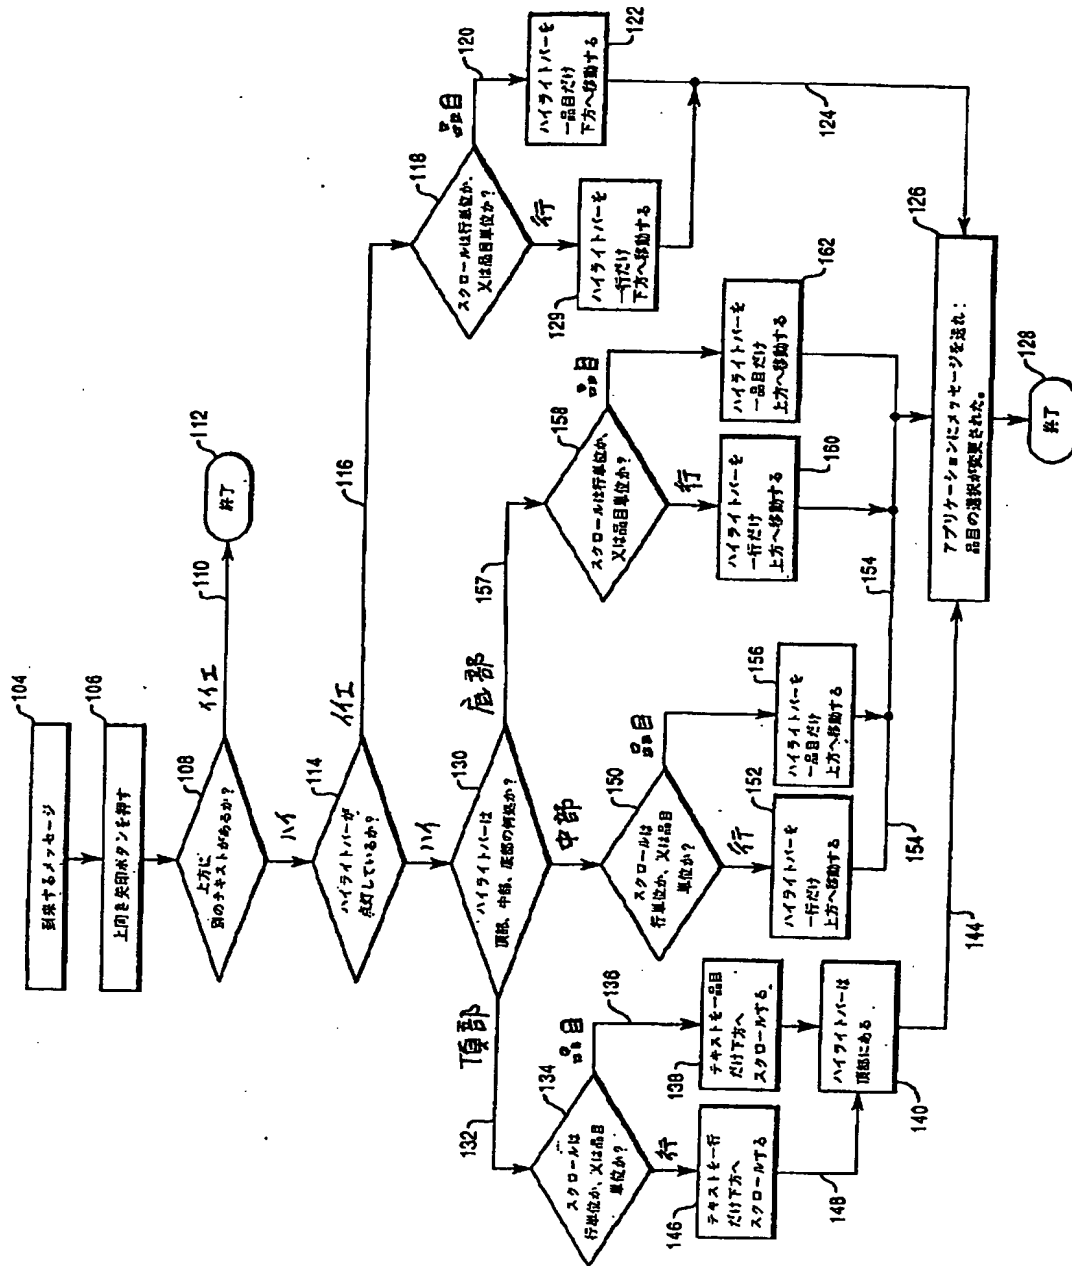 104
到来するメッセージ
106
上向き矢印ボタンを押す
108
上方に
別のテキストがあるか?
イイエ
110
112
終了
ハイ
114
ハイライトバーが
点灯しているか?
イイエ
116
118
スクロールは行単位か、
又は品目単位か?
品目
120
122
ハイライトバーを
一品目だけ
下方へ移動する
行
129
ハイライトバーを
一行だけ
下方へ移動する
124
ハイ
130
ハイライトバーは
頂部、中部、底部の何処か?
頂部
132
134
スクロールは
行単位か、又は品目
単位か?
品目
136
138
テキストを一品目
だけ下方へ
スクロールする。
行
146
テキストを一行
だけ下方へ
スクロールする
148
ハイライトバーは
頂部にある
140
144
中部
150
スクロールは
行単位か、又は品目
単位か?
品目
156
ハイライトバーを
一品目だけ
上方へ移動する
行
152
ハイライトバーを
一行だけ
上方へ移動する
154
154
底部
157
158
スクロールは行単位か、
又は品目単位か?
品目
162
ハイライトバーを
一品目だけ
上方へ移動する
行
160
ハイライトバーを
一行だけ
上方へ移動する
126
アプリケーションにメッセージを送れ:
品目の選択が変更された。
128
終了